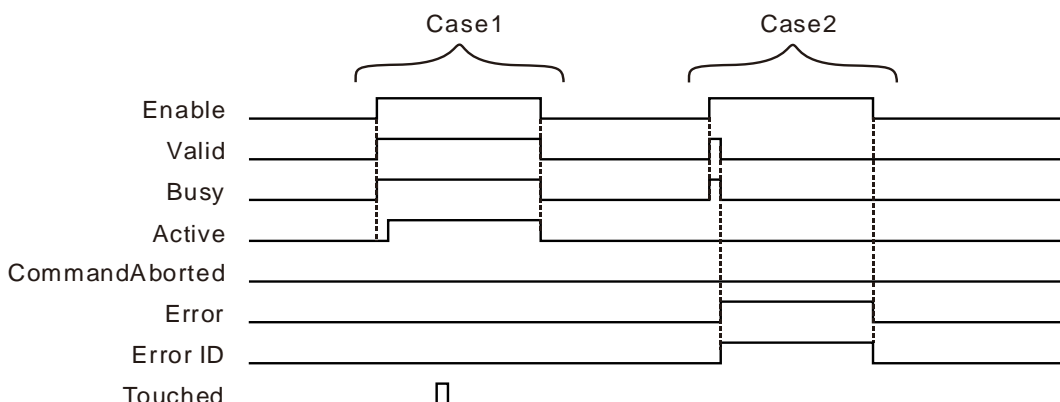 Case1 Case2
Enable
Valid
Busy
Active
CommandAborted
Error
Error ID
Touched